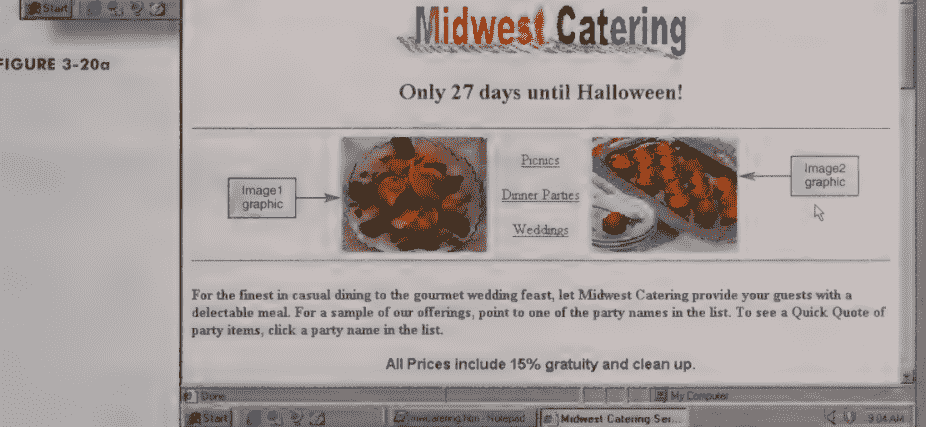 Start
FIGURE 3-20a
Midwest Catering
Only 27 days until Halloween!
Image1
graphic
Picnics
Dinner Parties
Weddings
Image2
graphic
For the finest in casual dining to the gourmet wedding feast, let Midwest Catering provide your guests with a
delectable meal. For a sample of our offerings, point to one of the party names in the list. To see a Quick Quote of
party items, click a party name in the list.
All Prices include 15% gratuity and clean up.
Done
My Computer
Start
- Notepad
Midwest Catering Ser...
9:04 AM